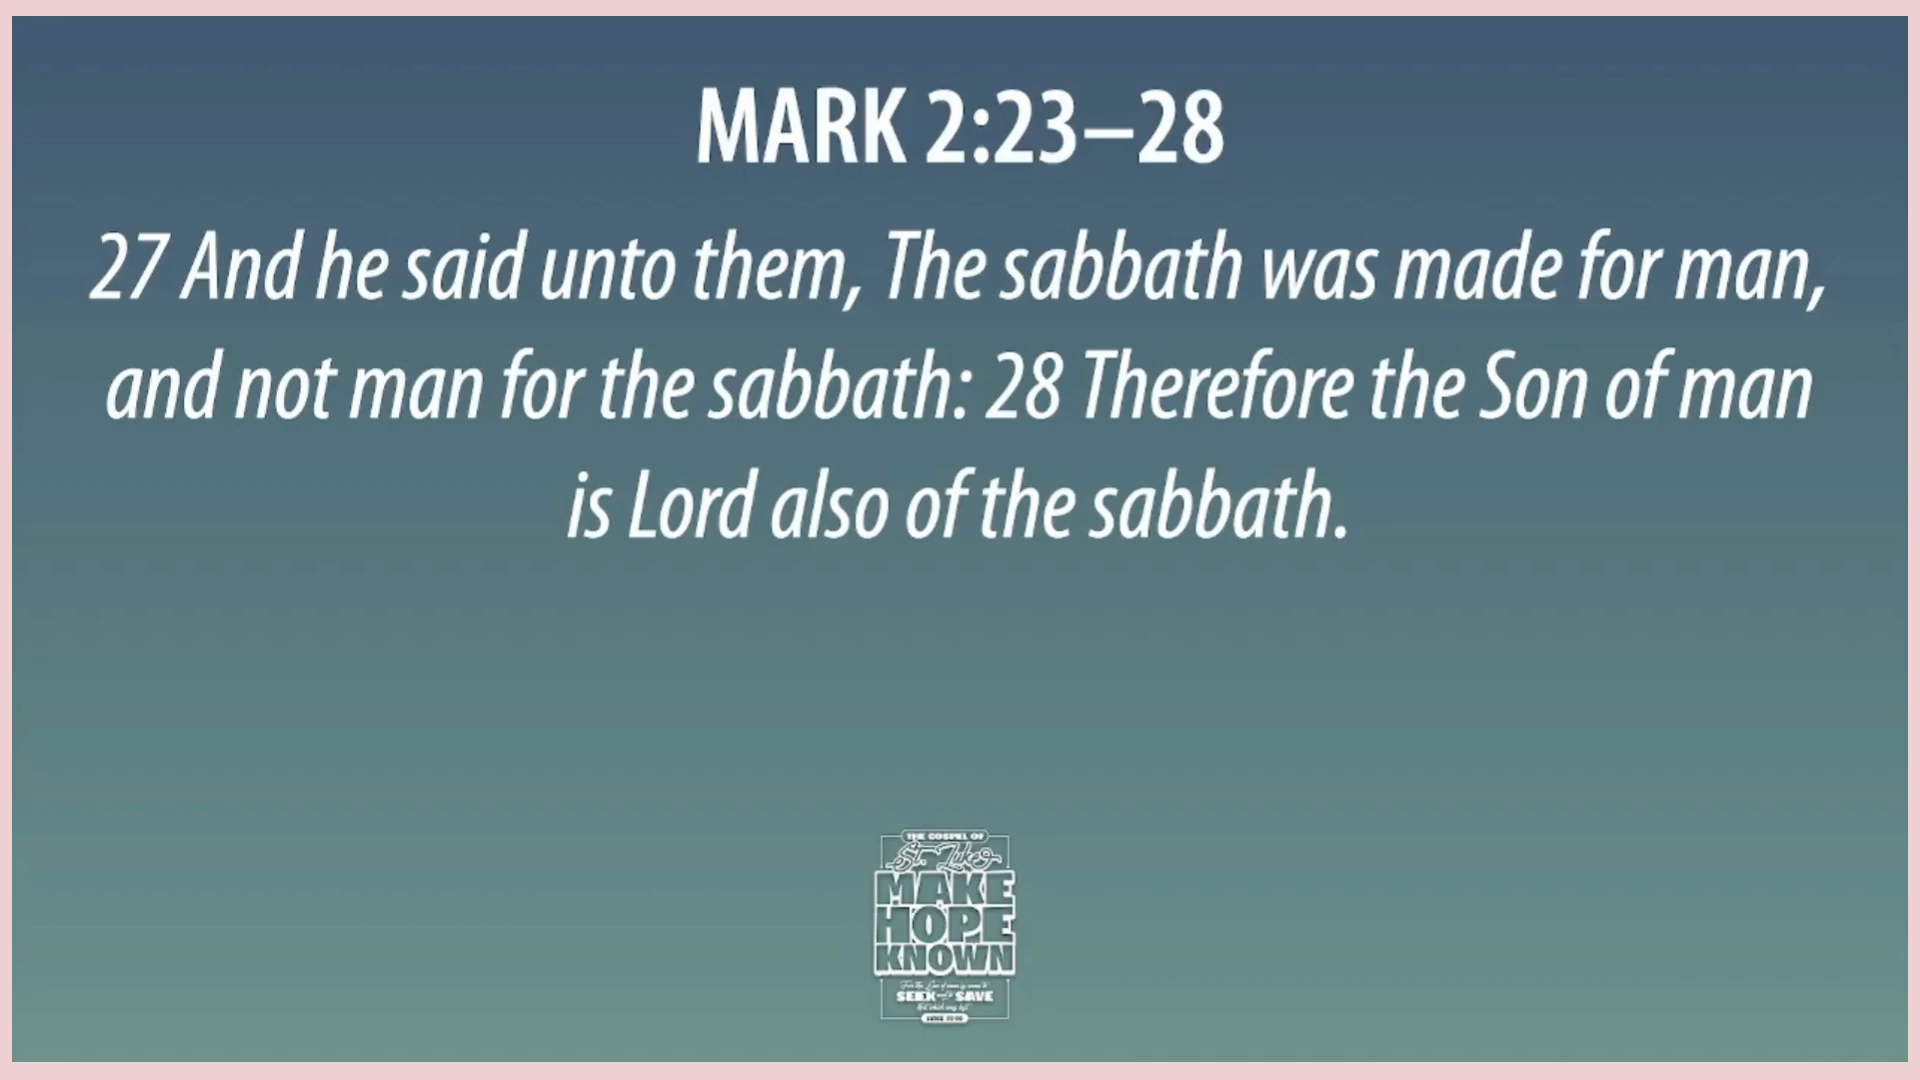 MARK 2:23–28
27 And he said unto them, The sabbath was made for man,
and not man for the sabbath: 28 Therefore the Son of man
is Lord also of the sabbath.
THE GOSPEL OF
St. Luke
MAKE
HOPE
KNOWN
SEEK SAVE